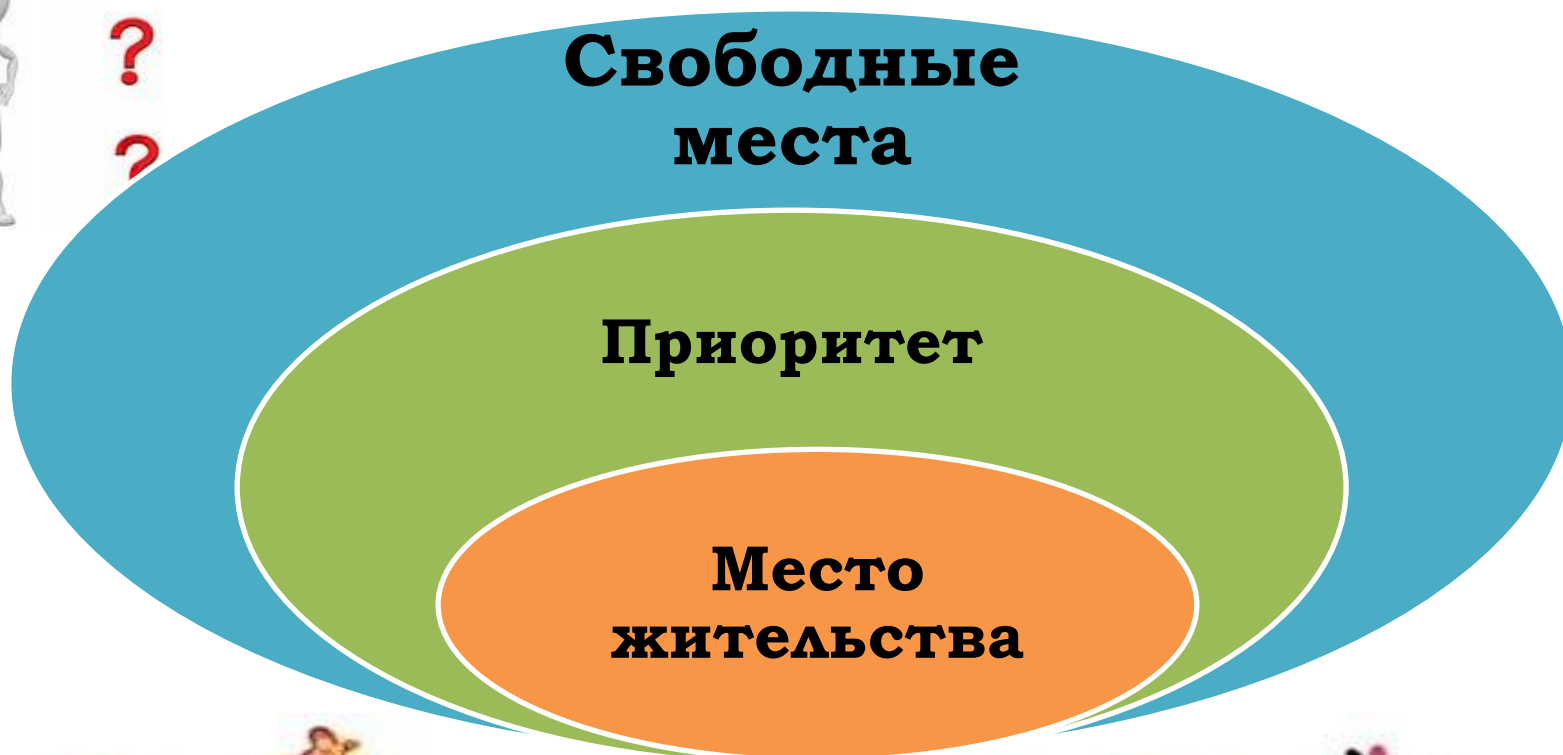 ?
?
Свободные
места
Приоритет
Место
жительства